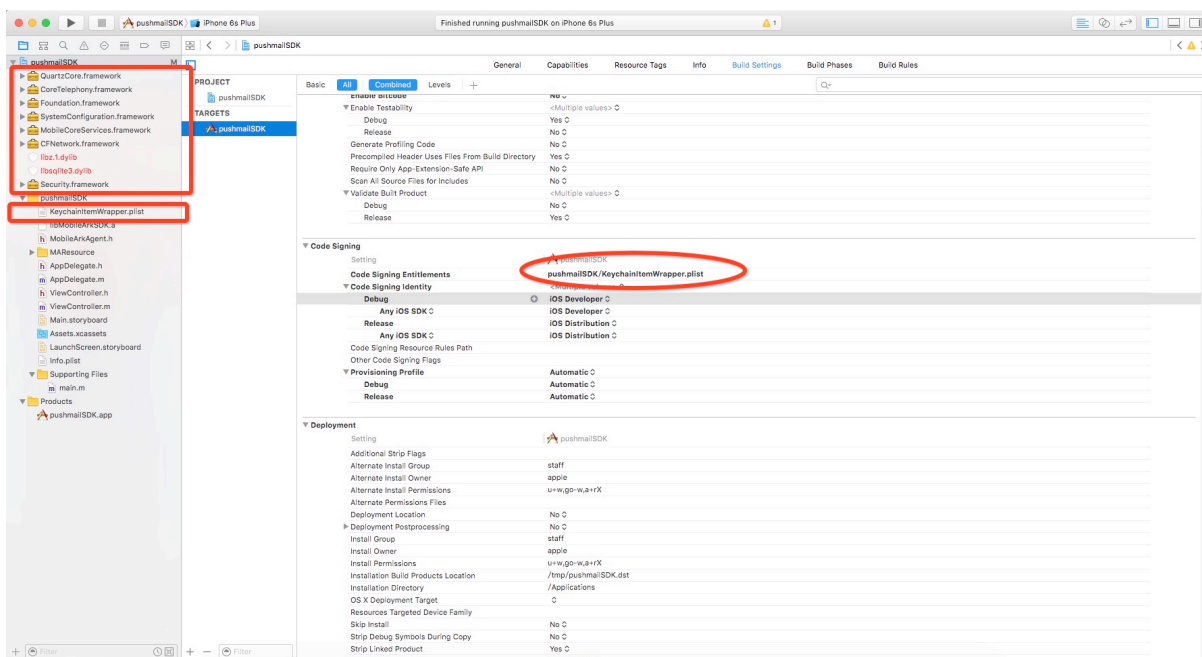 pushmailSDK
iPhone 6s Plus
Finished running pushmailSDK on iPhone 6s Plus
1
pushmailSDK
pushmailSDK
M
QuartzCore.framework
CoreTelephony.framework
Foundation.framework
SystemConfiguration.framework
MobileCoreServices.framework
CFNetwork.framework
libz.1.dylib
libsqlite3.dylib
Security.framework
pushmailSDK
KeychainItemWrapper.plist
libMobileArkSDK.a
MobileArkAgent.h
MAResource
AppDelegate.h
AppDelegate.m
ViewController.h
ViewController.m
Main.storyboard
Assets.xcassets
LaunchScreen.storyboard
Info.plist
Supporting Files
main.m
Products
pushmailSDK.app
Filter
PROJECT
pushmailSDK
TARGETS
pushmailSDK
Filter
General Capabilities Resource Tags Info Build Settings Build Phases Build Rules
Basic All Combined Levels +
Enable Bitcode No
Enable Testability <Multiple values>
Debug Yes
Release No
Generate Profiling Code No
Precompiled Header Uses Files From Build Directory Yes
Require Only App-Extension-Safe API No
Scan All Source Files for Includes No
Validate Built Product <Multiple values>
Debug No
Release Yes
Code Signing
Setting pushmailSDK
Code Signing Entitlements pushmailSDK/KeychainItemWrapper.plist
Code Signing Identity <Multiple values>
Debug iOS Developer
Any iOS SDK iOS Developer
Release iOS Distribution
Any iOS SDK iOS Distribution
Code Signing Resource Rules Path
Other Code Signing Flags
Provisioning Profile Automatic
Debug Automatic
Release Automatic
Deployment
Setting pushmailSDK
Additional Strip Flags
Alternate Install Group staff
Alternate Install Owner apple
Alternate Install Permissions u+w,go-w,a+rX
Alternate Permissions Files
Deployment Location No
Deployment Postprocessing No
Install Group staff
Install Owner apple
Install Permissions u+w,go-w,a+rX
Installation Build Products Location /tmp/pushmailSDK.dst
Installation Directory /Applications
OS X Deployment Target
Resources Targeted Device Family
Skip Install No
Strip Debug Symbols During Copy No
Strip Linked Product Yes